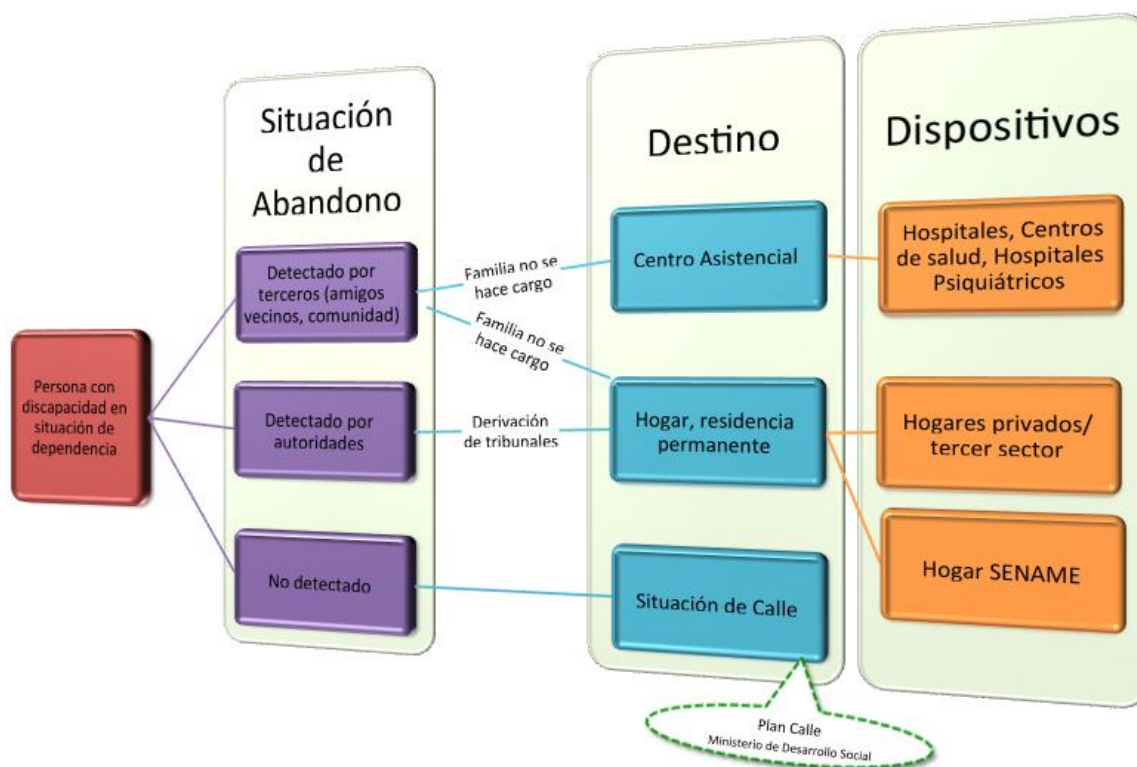 Situación
de
Abandono
Destino
Dispositivos
Persona con
discapacidad en
situación de
dependencia
Detectado por
terceros (amigos
vecinos, comunidad)
Detectado por
autoridades
No detectado
Familia no se
hace cargo
Familia no se
hace cargo
Derivación
de tribunales
Centro Asistencial
Hogar, residencia
permanente
Situación de Calle
Hospitales, Centros
de salud, Hospitales
Psiquiátricos
Hogares privados/
tercer sector
Hogar SENAME
Plan Calle
Ministerio de Desarrollo Social